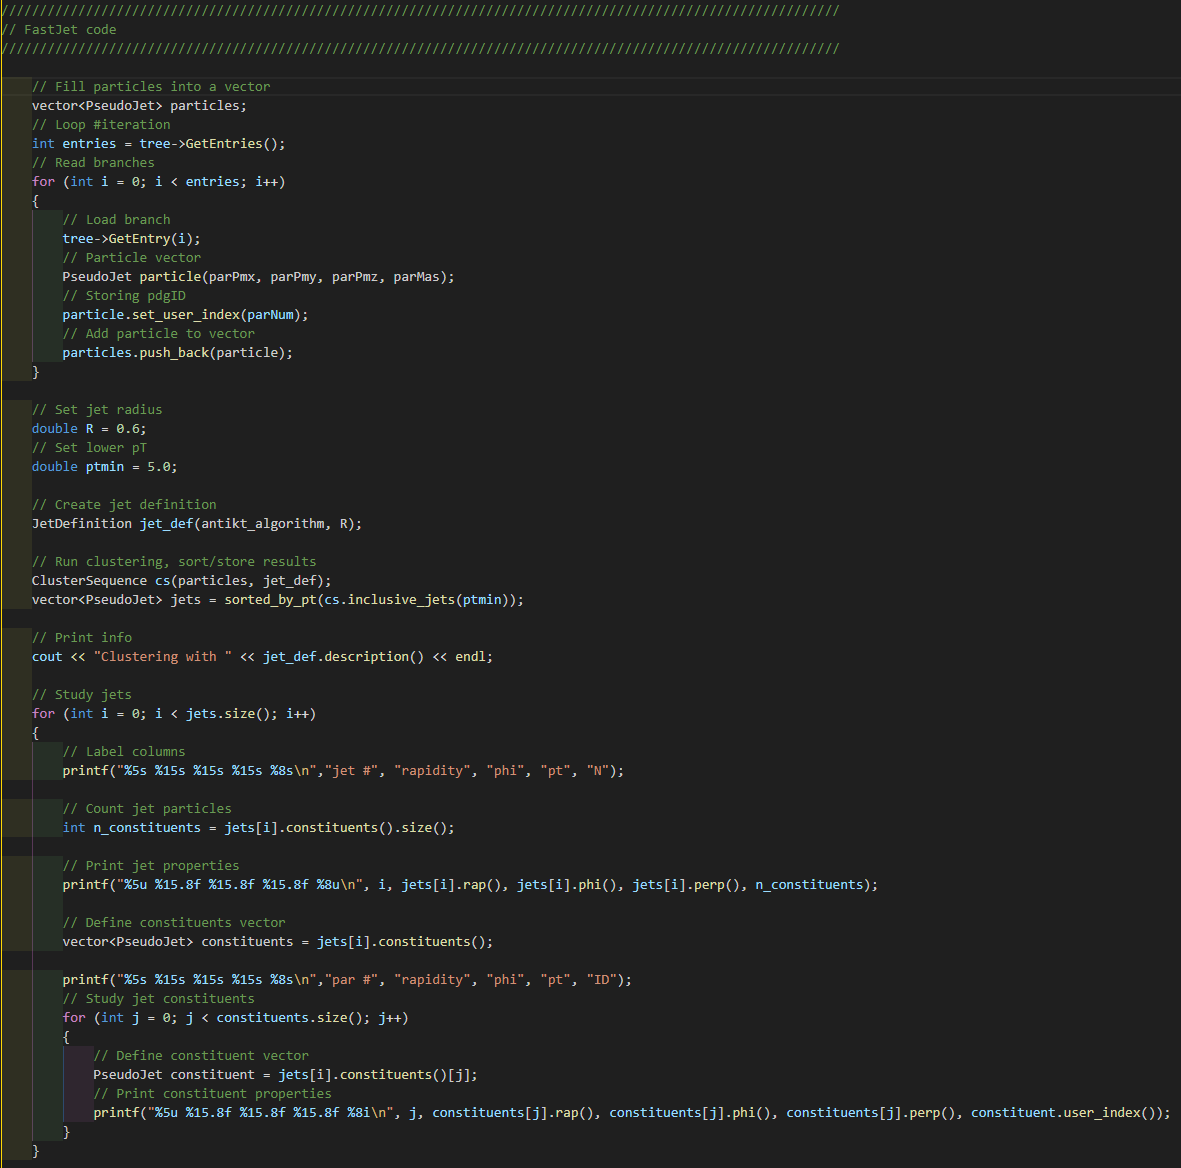 //////////////////////////////////////////////////////////////////////////////////////////////////////////////
// FastJet code
//////////////////////////////////////////////////////////////////////////////////////////////////////////////
// Fill particles into a vector
vector<PseudoJet> particles;
// Loop #iteration
int entries = tree->GetEntries();
// Read branches
for (int i = 0; i < entries; i++)
{
// Load branch
tree->GetEntry(i);
// Particle vector
PseudoJet particle(parPmx, parPmy, parPmz, parMas);
// Storing pdgID
particle.set_user_index(parNum);
// Add particle to vector
particles.push_back(particle);
}
// Set jet radius
double R = 0.6;
// Set lower pT
double ptmin = 5.0;
// Create jet definition
JetDefinition jet_def(antikt_algorithm, R);
// Run clustering, sort/store results
ClusterSequence cs(particles, jet_def);
vector<PseudoJet> jets = sorted_by_pt(cs.inclusive_jets(ptmin));
// Print info
cout << "Clustering with " << jet_def.description() << endl;
// Study jets
for (int i = 0; i < jets.size(); i++)
{
// Label columns
printf("%5s %15s %15s %15s %8s\n","jet #", "rapidity", "phi", "pt", "N");
// Count jet particles
int n_constituents = jets[i].constituents().size();
// Print jet properties
printf("%5u %15.8f %15.8f %15.8f %8u\n", i, jets[i].rap(), jets[i].phi(), jets[i].perp(), n_constituents);
// Define constituents vector
vector<PseudoJet> constituents = jets[i].constituents();
printf("%5s %15s %15s %15s %8s\n","par #", "rapidity", "phi", "pt", "ID");
// Study jet constituents
for (int j = 0; j < constituents.size(); j++)
{
// Define constituent vector
PseudoJet constituent = jets[i].constituents()[j];
// Print constituent properties
printf("%5u %15.8f %15.8f %15.8f %8i\n", j, constituents[j].rap(), constituents[j].phi(), constituents[j].perp(), constituent.user_index());
}
}